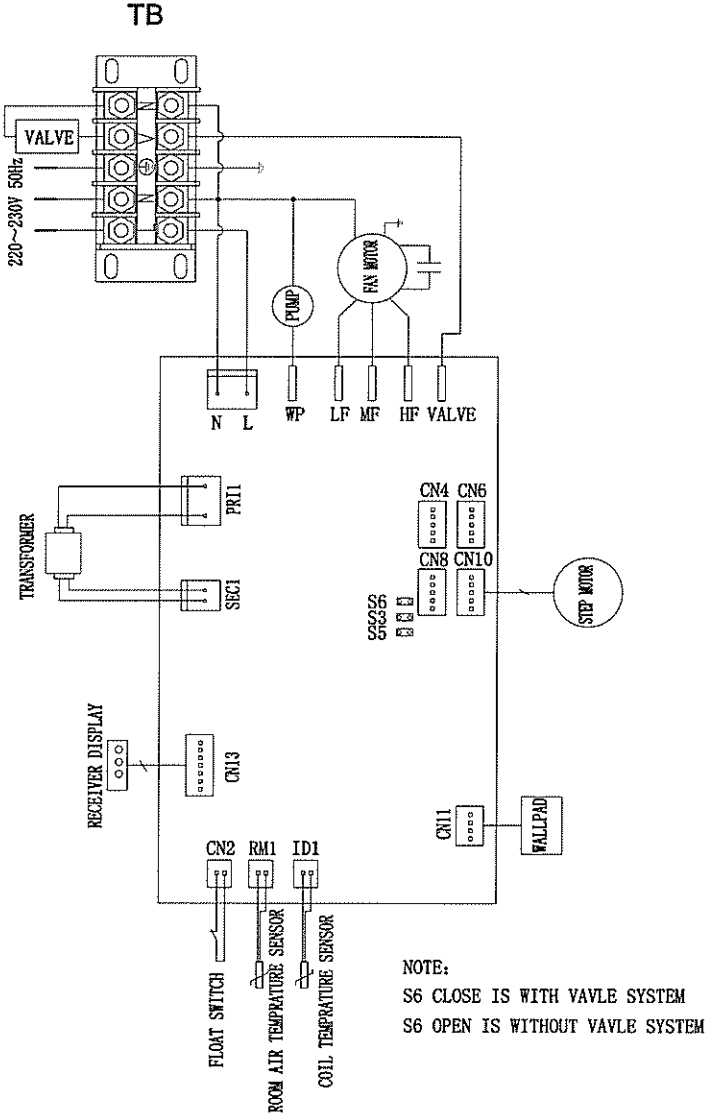 TB
N
VALVE
V
220~230V 50Hz
N
FAN MOTOR
PUMP
N L
WP
LF MF HF VALVE
PRI1
CN4 CN6
TRANSFORMER
CN8 CN10
SEC1
S6
S3
S5
STEP MOTOR
RECEIVER DISPLAY
CN13
CN11
WALLPAD
CN2 RM1 ID1
FLOAT SWITCH
ROOM AIR TEMPRATURE SENSOR
COIL TEMPRATURE SENSOR
NOTE:
S6 CLOSE IS WITH VAVLE SYSTEM
S6 OPEN IS WITHOUT VAVLE SYSTEM